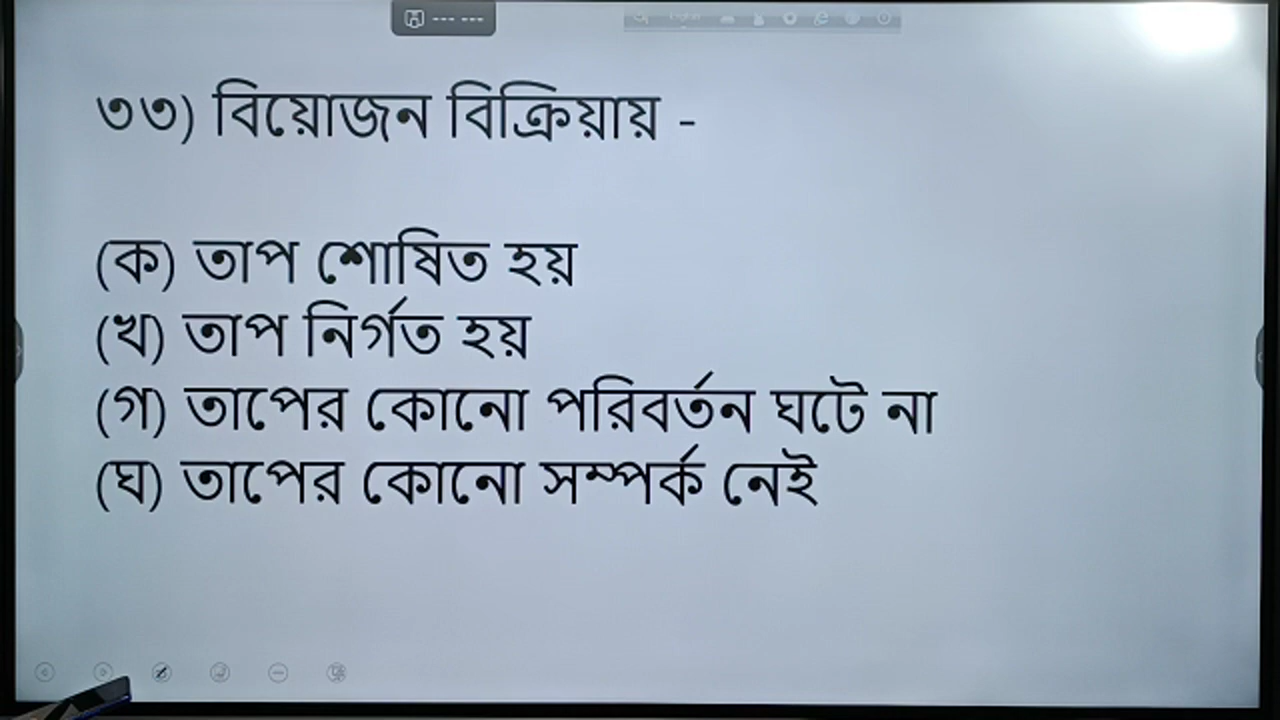 ৩৩) বিয়োজন বিক্রিয়ায় -
(ক) তাপ শোষিত হয়
(খ) তাপ নির্গত হয়
(গ) তাপের কোনো পরিবর্তন ঘটে না
(ঘ) তাপের কোনো সম্পর্ক নেই